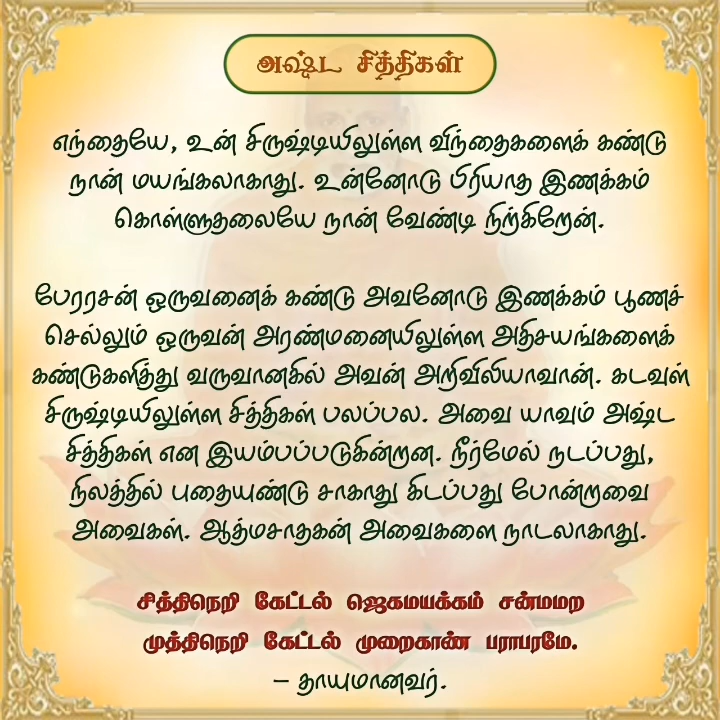 அஷ்ட சித்திகள்
எந்தையே, உன் சிருஷ்டியிலுள்ள விந்தைகளைக் கண்டு
நான் மயங்கலாகாது. உன்னோடு பிரியாத இணக்கம்
கொள்ளுதலையே நான் வேண்டி நிற்கிறேன்.
பேரரசன் ஒருவனைக் கண்டு அவனோடு இணக்கம் பூணச்
செல்லும் ஒருவன் அரண்மனையிலுள்ள அதிசயங்களைக்
கண்டுகளித்து வருவானகில் அவன் அறிவிலியாவான். கடவுள்
சிருஷ்டியிலுள்ள சித்திகள் பலப்பல. அவை யாவும் அஷ்ட
சித்திகள் என இயம்பப்படுகின்றன. நீர்மேல் நடப்பது,
நிலத்தில் புதையுண்டு சாகாது கிடப்பது போன்றவை
அவைகள். ஆத்மசாதகன் அவைகளை நாடலாகாது.
சித்திநெறி கேட்டல் ஜெகமயக்கம் சன்மமற
முத்திநெறி கேட்டல் முறைகாண் பராபரமே.
– தாயுமானவர்.